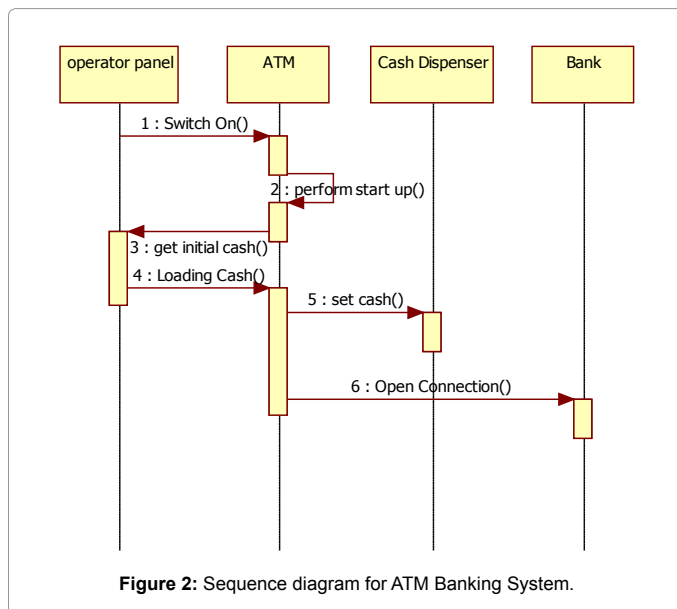 operator panel
ATM
Cash Dispenser
Bank
1 : Switch On()
2 : perform start up()
3 : get initial cash()
4 : Loading Cash()
5 : set cash()
6 : Open Connection()
Figure 2: Sequence diagram for ATM Banking System.